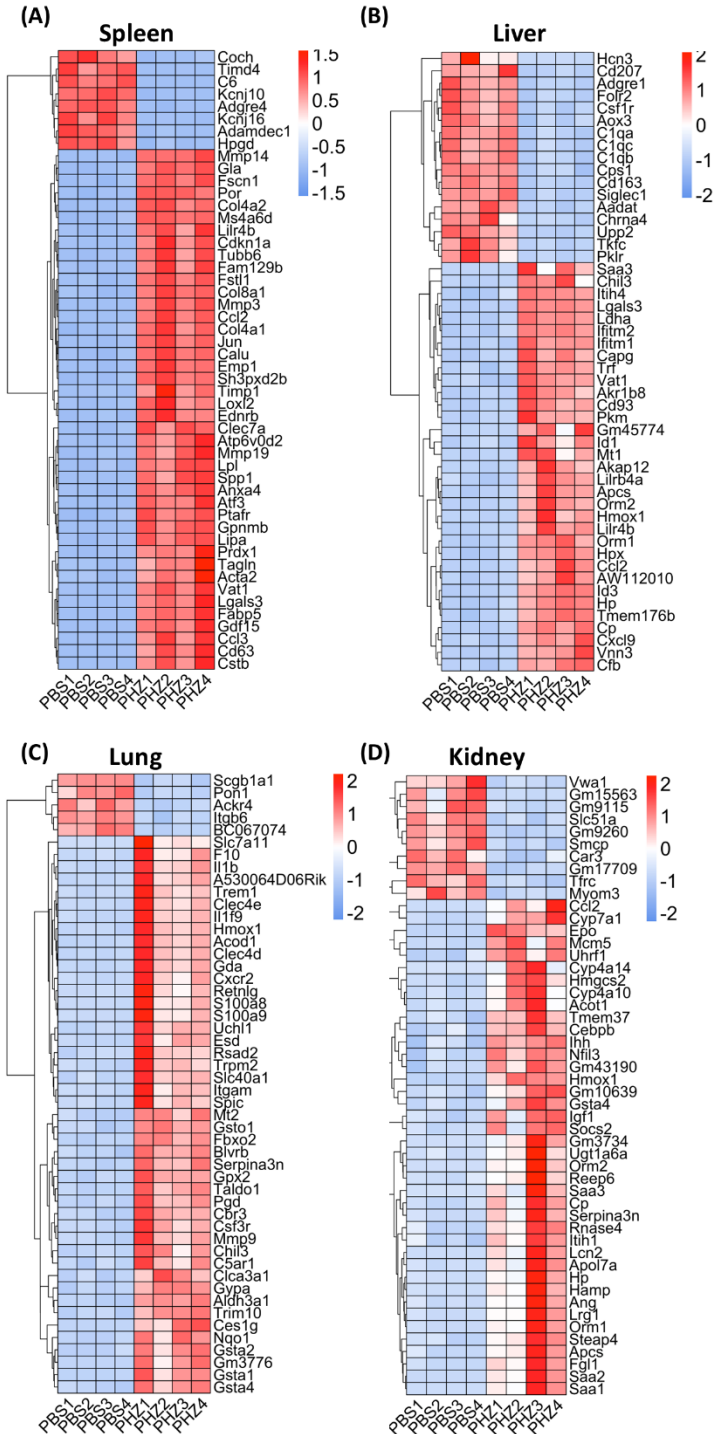 (A)
Spleen
Coch
Timd4
C6
Kcnj10
Adgre4
Kcnj16
Adamdec1
Hpgd
Mmp14
Gla
Fscn1
Por
Col4a2
Ms4a6d
Lilr4b
Cdkn1a
Tubb6
Fam129b
Fstl1
Col8a1
Mmp3
Ccl2
Col4a1
Jun
Calu
Emp1
Sh3pxd2b
Timp1
Loxl2
Ednrb
Clec7a
Atp6v0d2
Mmp19
Lpl
Spp1
Anxa4
Atf3
Ptafr
Gpnmb
Lipa
Prdx1
Tagln
Acta2
Vat1
Lgals3
Fabp5
Gdf15
Ccl3
Cd63
Cstb
1.5
1
0.5
0
-0.5
-1
-1.5
PBS1
PBS2
PBS3
PBS4
PHZ1
PHZ2
PHZ3
PHZ4
(B)
Liver
Hcn3
Cd207
Adgre1
Folr2
Csf1r
Aox3
C1qa
C1qc
C1qb
Cps1
Cd163
Siglec1
Aadat
Chrna4
Upp2
Tkfc
Pklr
Saa3
Chil3
Itih4
Lgals3
Ldha
Ifitm2
Ifitm1
Capg
Trf
Vat1
Akr1b8
Cd93
Pkm
Gm45774
Id1
Mt1
Akap12
Lilrb4a
Apcs
Orm2
Hmox1
Lilr4b
Orm1
Hpx
Ccl2
AW112010
Id3
Hp
Tmem176b
Cp
Cxcl9
Vnn3
Cfb
2
1
0
-1
-2
PBS1
PBS2
PBS3
PBS4
PHZ1
PHZ2
PHZ3
PHZ4
(C)
Lung
Scgb1a1
Pon1
Ackr4
Itgb6
BC067074
Slc7a11
F10
Il1b
A530064D06Rik
Trem1
Clec4e
Il1f9
Hmox1
Acod1
Clec4d
Gda
Cxcr2
Retnlg
S100a8
S100a9
Uchl1
Esd
Rsad2
Trpm2
Slc40a1
Itgam
Spic
Mt2
Gsto1
Fbxo2
Blvrb
Serpina3n
Gpx2
Taldo1
Pgd
Cbr3
Csf3r
Mmp9
Chil3
C5ar1
Clca3a1
Gypa
Aldh3a1
Trim10
Ces1g
Nqo1
Gsta2
Gm3776
Gsta1
Gsta4
2
1
0
-1
-2
PBS1
PBS2
PBS3
PBS4
PHZ1
PHZ2
PHZ3
PHZ4
(D)
Kidney
Vwa1
Gm15563
Gm9115
Slc51a
Gm9260
Smcp
Car3
Gm17709
Tfrc
Myom3
Ccl2
Cyp7a1
Epo
Mcm5
Uhrf1
Cyp4a14
Hmgcs2
Cyp4a10
Acot1
Tmem37
Cebpb
Ihh
Nfil3
Gm43190
Hmox1
Gm10639
Gsta4
Igf1
Socs2
Gm3734
Ugt1a6a
Orm2
Reep6
Saa3
Cp
Serpina3n
Rnase4
Itih1
Lcn2
Apol7a
Hp
Hamp
Ang
Lrg1
Orm1
Steap4
Apcs
Fgl1
Saa2
Saa1
2
1
0
-1
-2
PBS1
PBS2
PBS3
PBS4
PHZ1
PHZ2
PHZ3
PHZ4